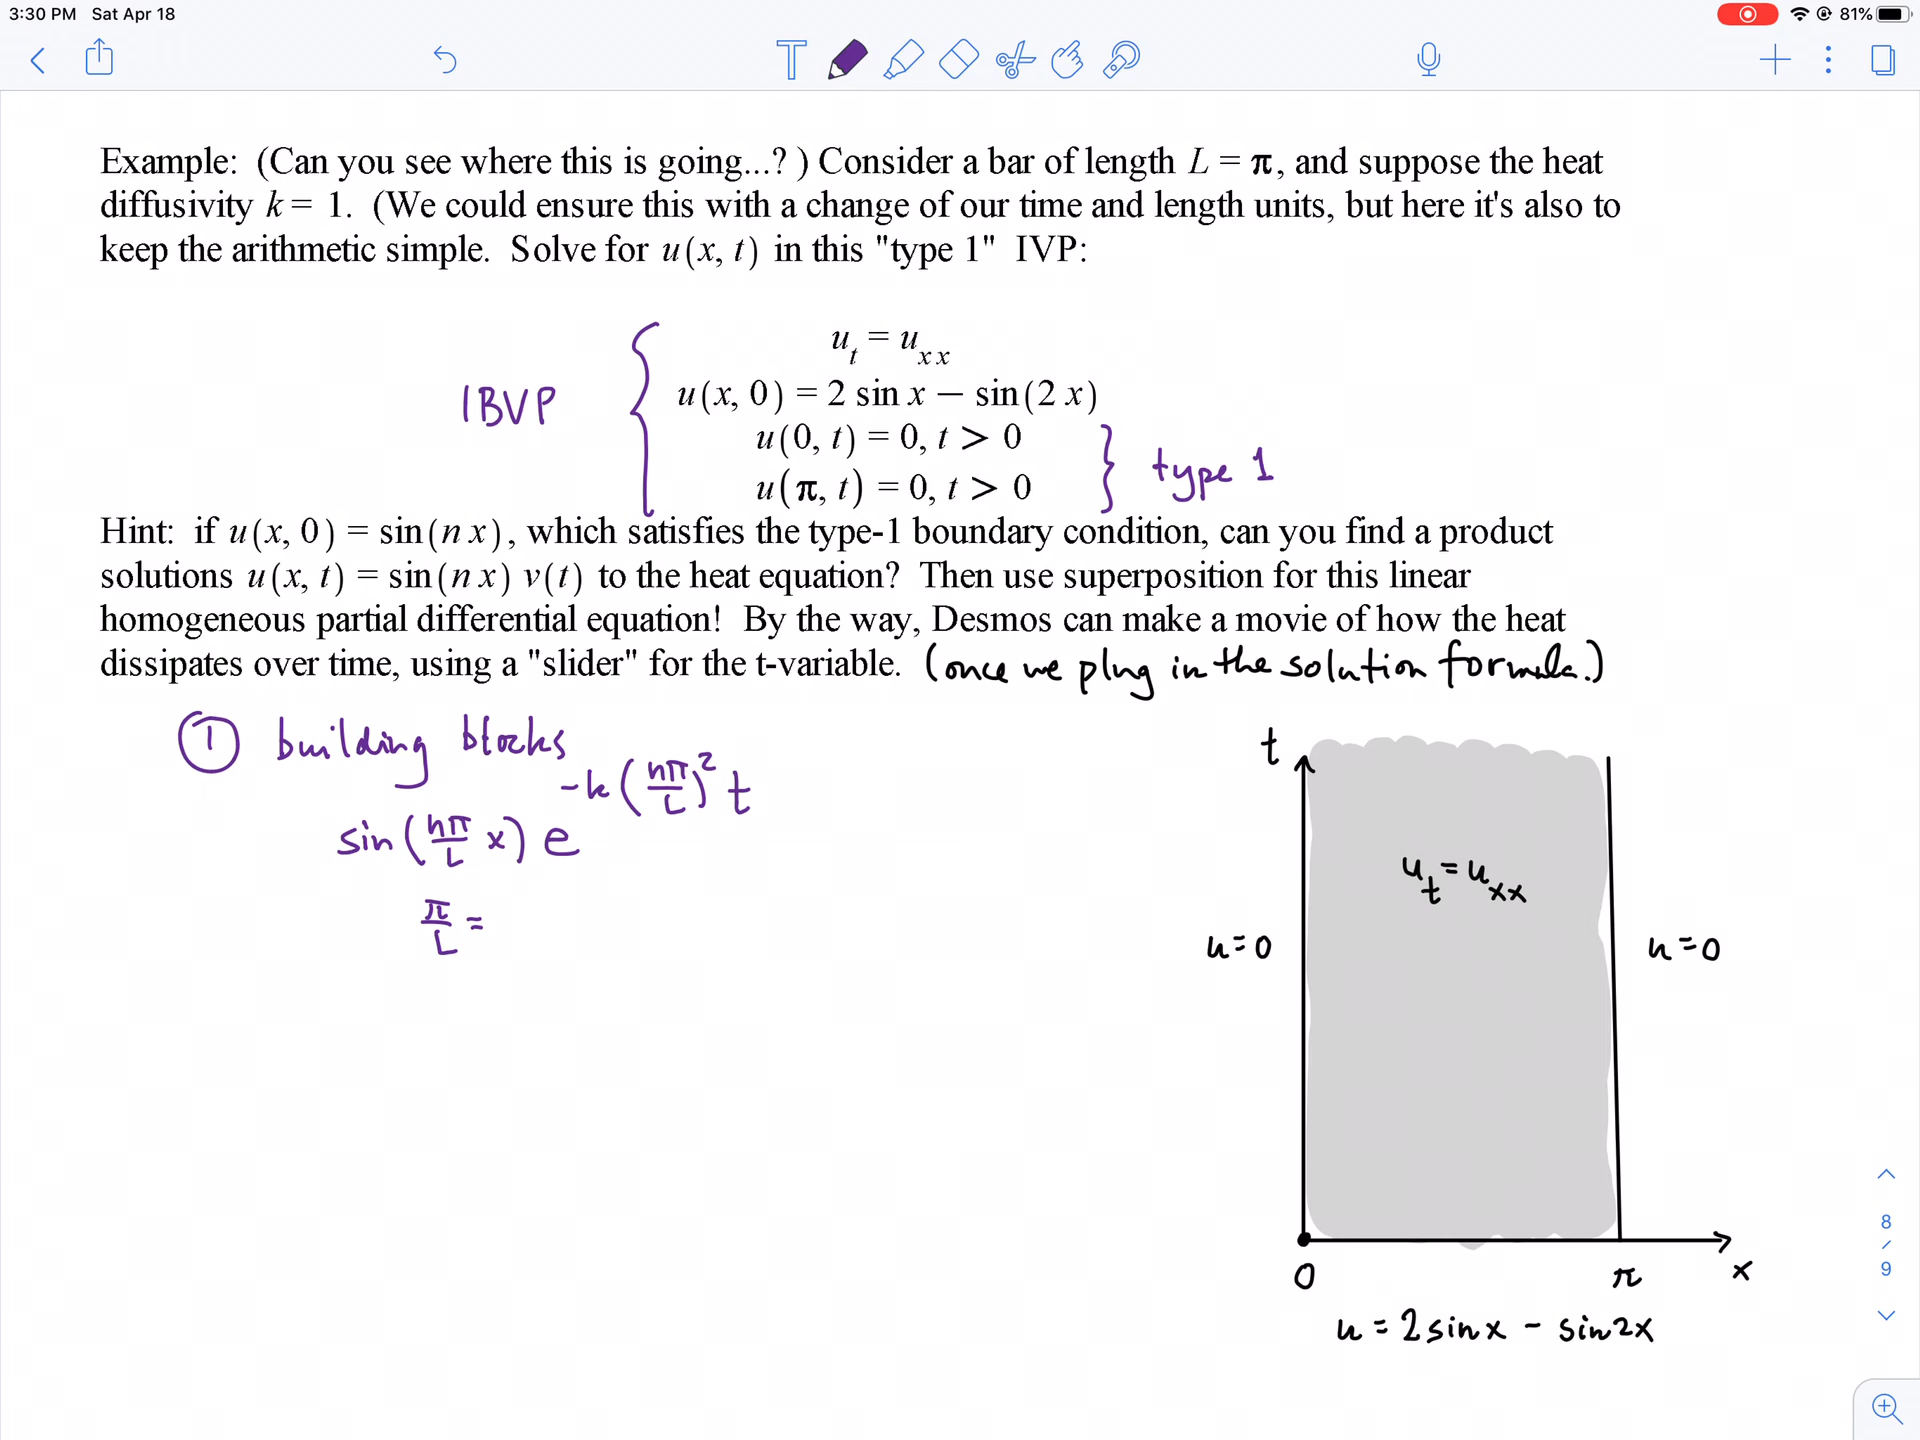 3:30 PM Sat Apr 18
81%
Example: (Can you see where this is going...? ) Consider a bar of length L = π, and suppose the heat
diffusivity k = 1. (We could ensure this with a change of our time and length units, but here it's also to
keep the arithmetic simple. Solve for u(x, t) in this "type 1" IVP:
u_t = u_xx
IBVP
u(x, 0) = 2 sin x − sin(2 x)
u(0, t) = 0, t > 0
type 1
u(π, t) = 0, t > 0
Hint: if u(x, 0) = sin(n x), which satisfies the type-1 boundary condition, can you find a product
solutions u(x, t) = sin(n x) v(t) to the heat equation? Then use superposition for this linear
homogeneous partial differential equation! By the way, Desmos can make a movie of how the heat
dissipates over time, using a "slider" for the t-variable. (once we plug in the solution formula.)
① building blocks
sin(nπ/L x) e^{-k(nπ/L)² t}
π/L =
t
u_t = u_xx
u=0
u=0
0
π
x
u = 2sinx - sin2x
8
/
9